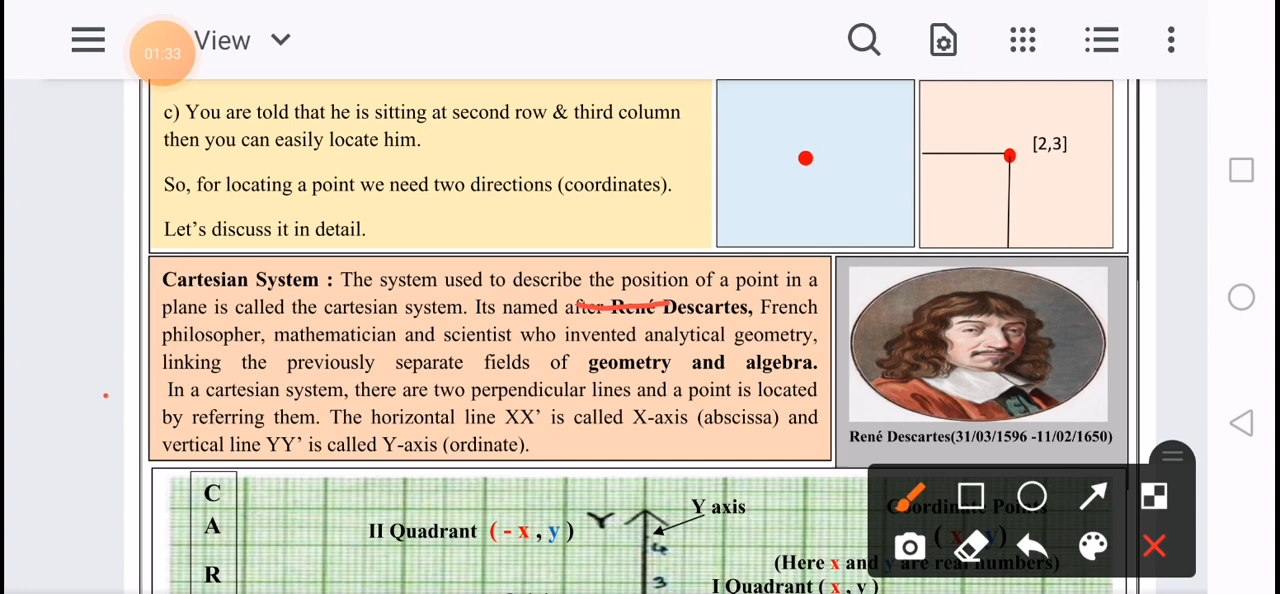 01:33
View
c) You are told that he is sitting at second row & third column
then you can easily locate him.
So, for locating a point we need two directions (coordinates).
Let's discuss it in detail.
[2,3]
Cartesian System : The system used to describe the position of a point in a
plane is called the cartesian system. Its named after René Descartes, French
philosopher, mathematician and scientist who invented analytical geometry,
linking the previously separate fields of geometry and algebra.
In a cartesian system, there are two perpendicular lines and a point is located
by referring them. The horizontal line XX' is called X-axis (abscissa) and
vertical line YY' is called Y-axis (ordinate).
René Descartes(31/03/1596 -11/02/1650)
C
A
R
II Quadrant ( - x , y )
Y
Y axis
4
3
Coordinate Points
( x , y)
(Here x and y are real numbers)
I Quadrant ( x , y )